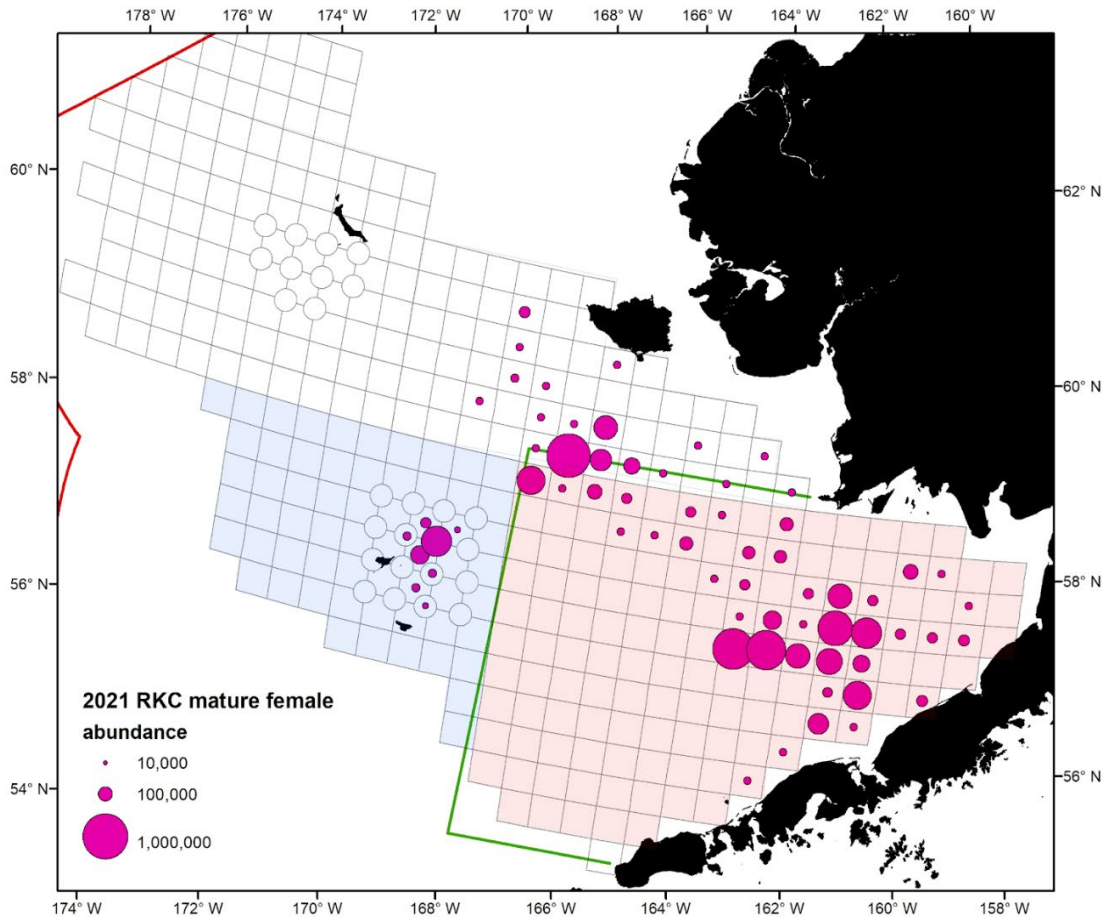 178° W 176° W 174° W 172° W 170° W 168° W 166° W 164° W 162° W 160° W
60° N
62° N
58° N
60° N
56° N
58° N
2021 RKC mature female
abundance
10,000
100,000
1,000,000
54° N
56° N
174° W 172° W 170° W 168° W 166° W 164° W 162° W 160° W 158° W